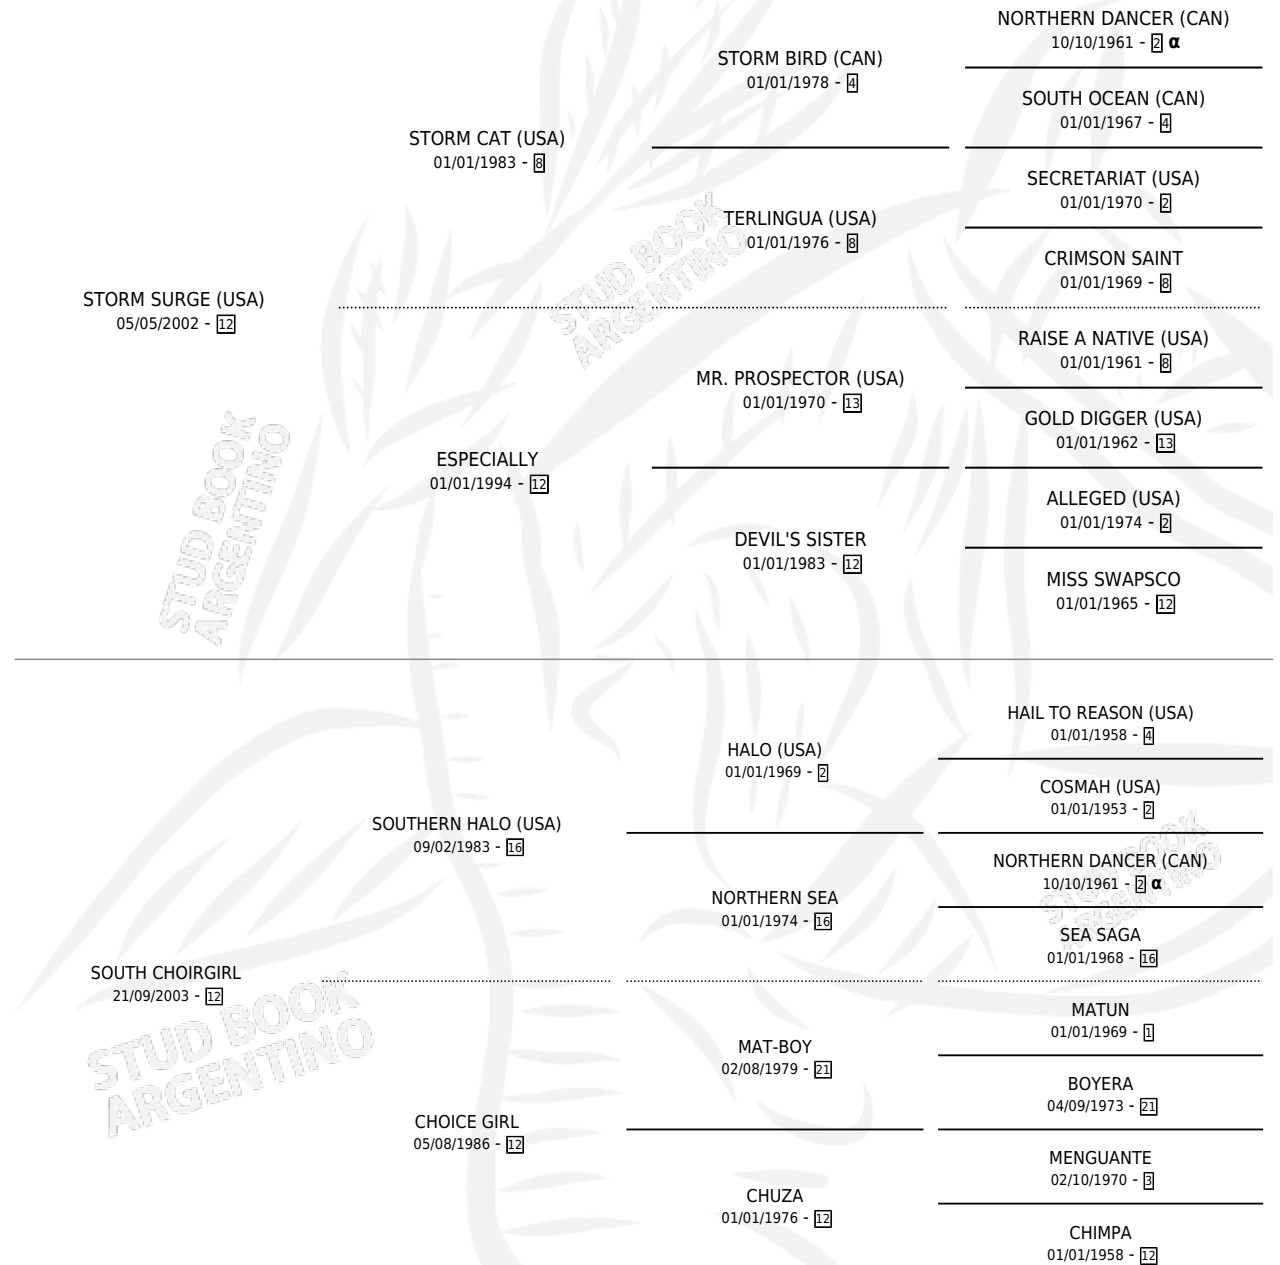 NORTHERN DANCER (CAN)
10/10/1961 - 2 α
STORM BIRD (CAN)
01/01/1978 - 4
SOUTH OCEAN (CAN)
01/01/1967 - 4
STORM CAT (USA)
01/01/1983 - 8
SECRETARIAT (USA)
01/01/1970 - 2
TERLINGUA (USA)
01/01/1976 - 8
CRIMSON SAINT
01/01/1969 - 8
STORM SURGE (USA)
05/05/2002 - 12
RAISE A NATIVE (USA)
01/01/1961 - 8
MR. PROSPECTOR (USA)
01/01/1970 - 13
GOLD DIGGER (USA)
01/01/1962 - 13
ESPECIALLY
01/01/1994 - 12
ALLEGED (USA)
01/01/1974 - 2
DEVIL'S SISTER
01/01/1983 - 12
MISS SWAPSCO
01/01/1965 - 12
HAIL TO REASON (USA)
01/01/1958 - 4
HALO (USA)
01/01/1969 - 2
COSMAH (USA)
01/01/1953 - 2
SOUTHERN HALO (USA)
09/02/1983 - 16
NORTHERN DANCER (CAN)
10/10/1961 - 2 α
NORTHERN SEA
01/01/1974 - 16
SEA SAGA
01/01/1968 - 16
SOUTH CHOIRGIRL
21/09/2003 - 12
MATUN
01/01/1969 - 1
MAT-BOY
02/08/1979 - 21
BOYERA
04/09/1973 - 21
CHOICE GIRL
05/08/1986 - 12
MENGUANTE
02/10/1970 - 3
CHUZA
01/01/1976 - 12
CHIMPA
01/01/1958 - 12
STUD BOOK
ARGENTINO
STUD BOOK
ARGENTINO
STUD BOOK
ARGENTINO
STUD BOOK
ARGENTINO